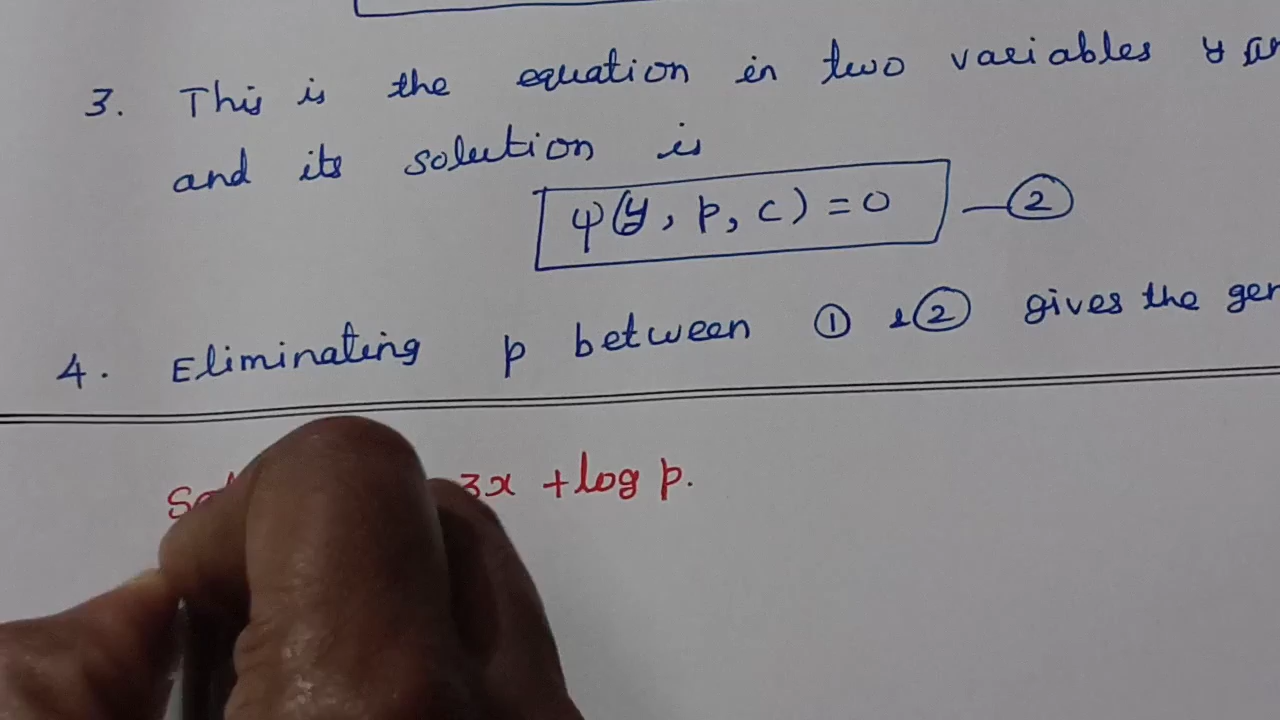 3. This is the equation in two variables y
and its solution is
ψ(y, p, c) = 0 — ②
4. Eliminating p between ① & ② gives the
3x + log p.